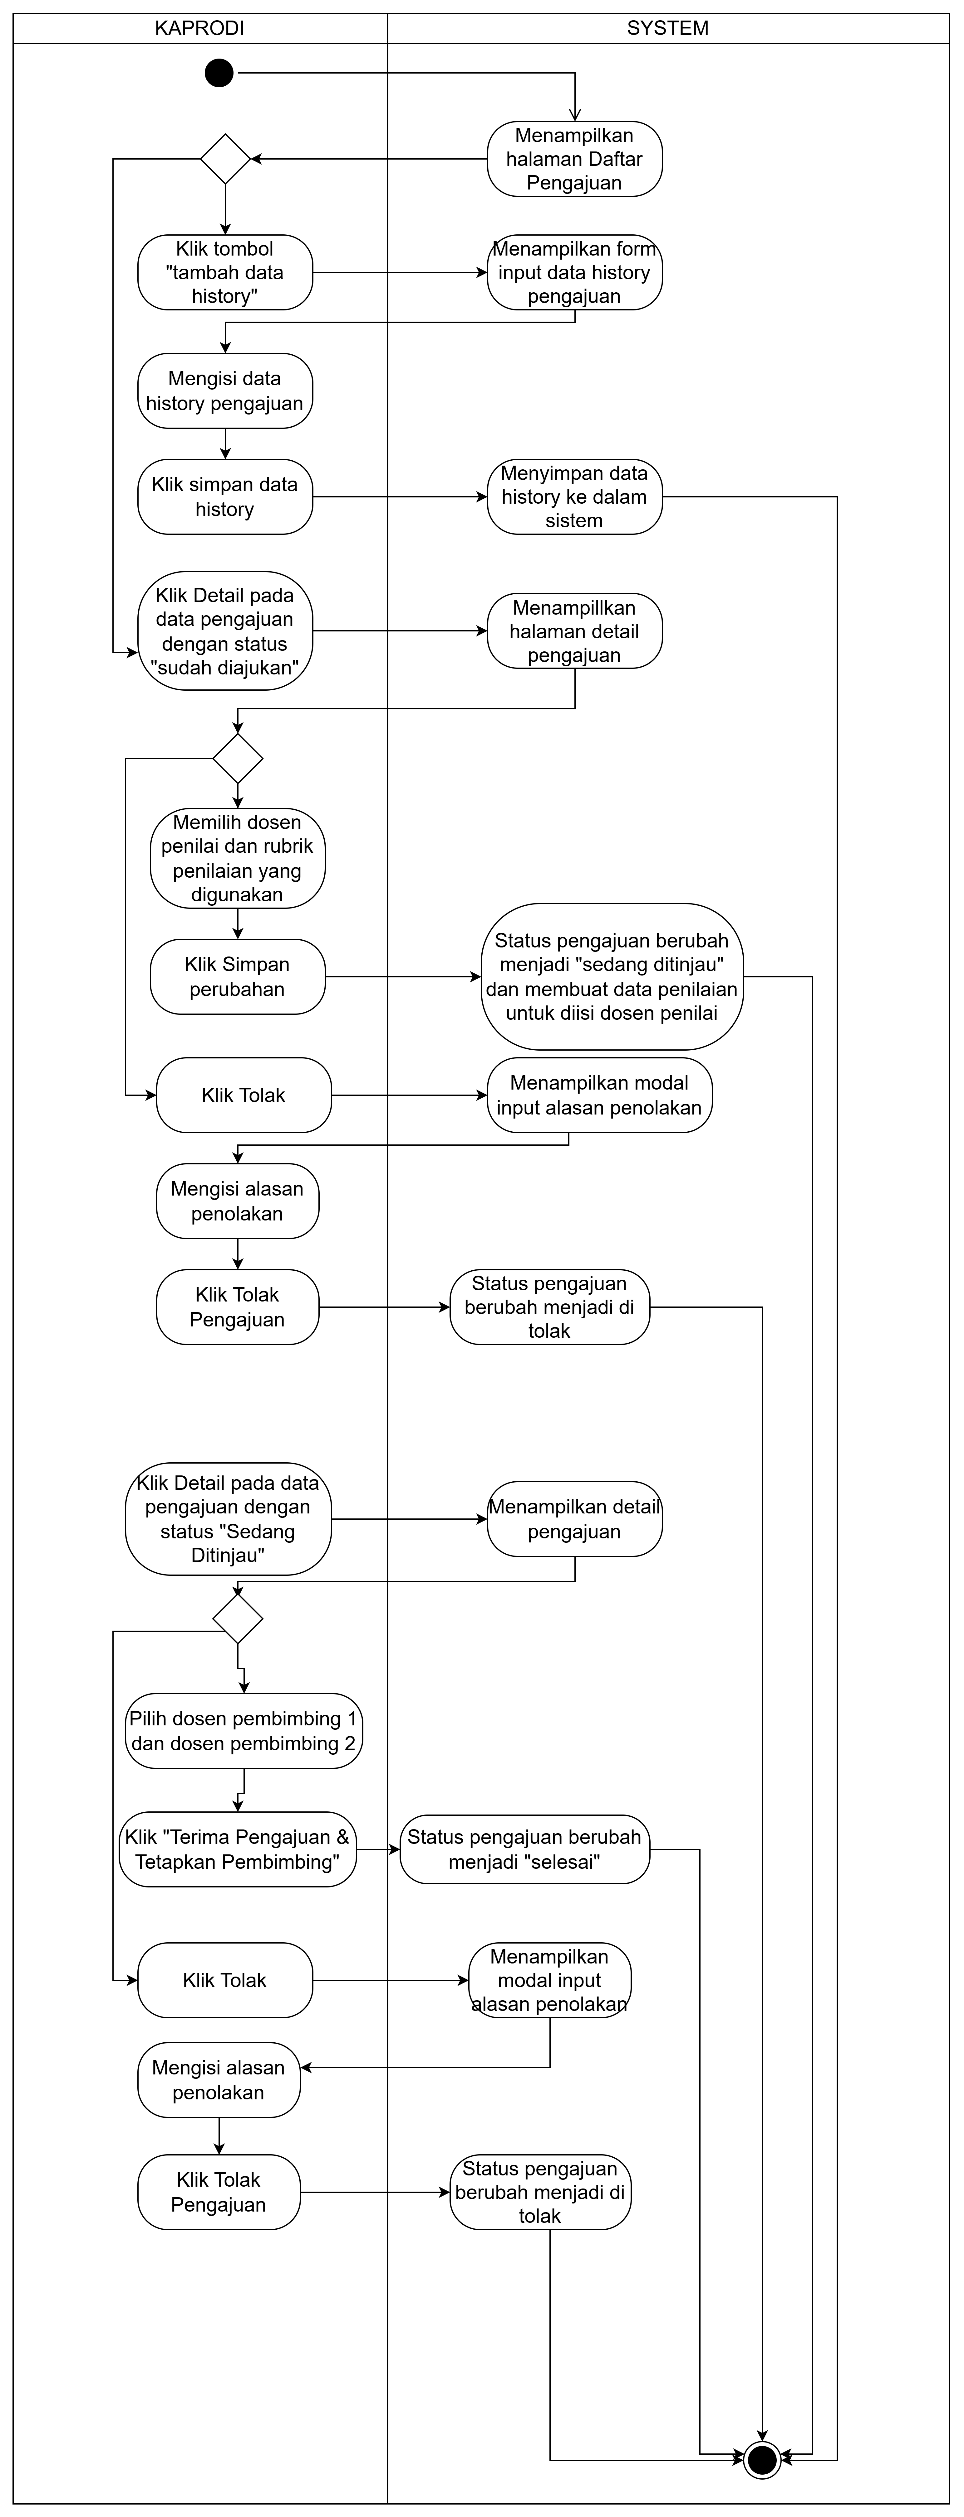 KAPRODI
SYSTEM
Menampilkan
halaman Daftar
Pengajuan
Klik tombol
"tambah data
history"
Menampilkan form
input data history
pengajuan
Mengisi data
history pengajuan
Klik simpan data
history
Menyimpan data
history ke dalam
sistem
Klik Detail pada
data pengajuan
dengan status
"sudah diajukan"
Menampillkan
halaman detail
pengajuan
Memilih dosen
penilai dan rubrik
penilaian yang
digunakan
Klik Simpan
perubahan
Status pengajuan berubah
menjadi "sedang ditinjau"
dan membuat data penilaian
untuk diisi dosen penilai
Klik Tolak
Menampilkan modal
input alasan penolakan
Mengisi alasan
penolakan
Klik Tolak
Pengajuan
Status pengajuan
berubah menjadi di
tolak
Klik Detail pada data
pengajuan dengan
status "Sedang
Ditinjau"
Menampilkan detail
pengajuan
Pilih dosen pembimbing 1
dan dosen pembimbing 2
Klik "Terima Pengajuan &
Tetapkan Pembimbing"
Status pengajuan berubah
menjadi "selesai"
Klik Tolak
Menampilkan
modal input
alasan penolakan
Mengisi alasan
penolakan
Klik Tolak
Pengajuan
Status pengajuan
berubah menjadi di
tolak